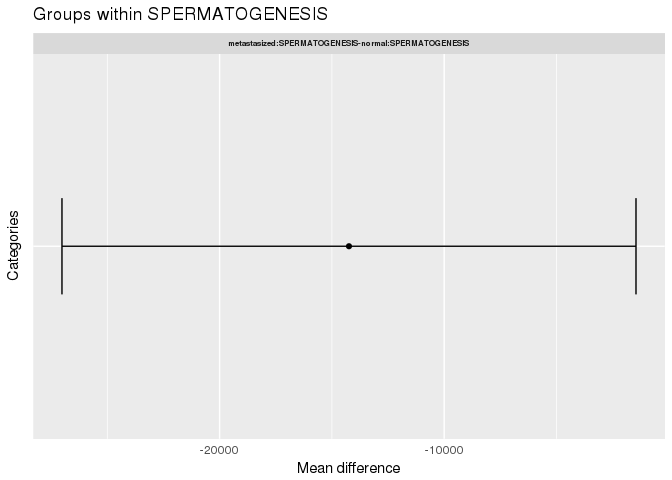 Groups within SPERMATOGENESIS
metastasized:SPERMATOGENESIS-normal:SPERMATOGENESIS
Categories
-20000
-10000
Mean difference